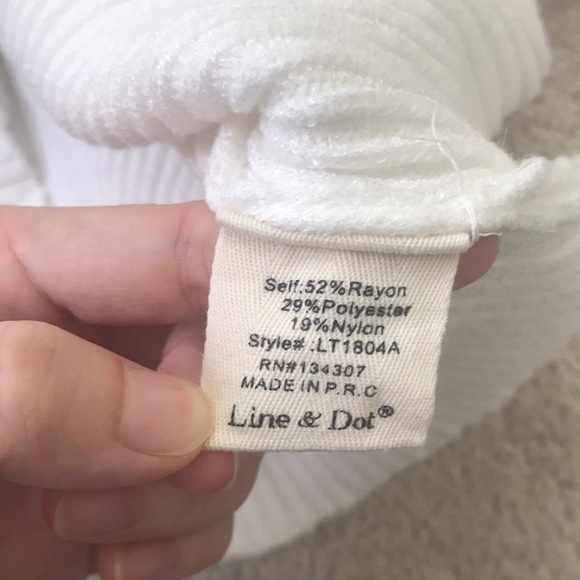 Self:52%Rayon
29%Polyester
19%Nylon
Style# :LT1804A
RN#134307
MADE IN P.R.C
Line & Dot®